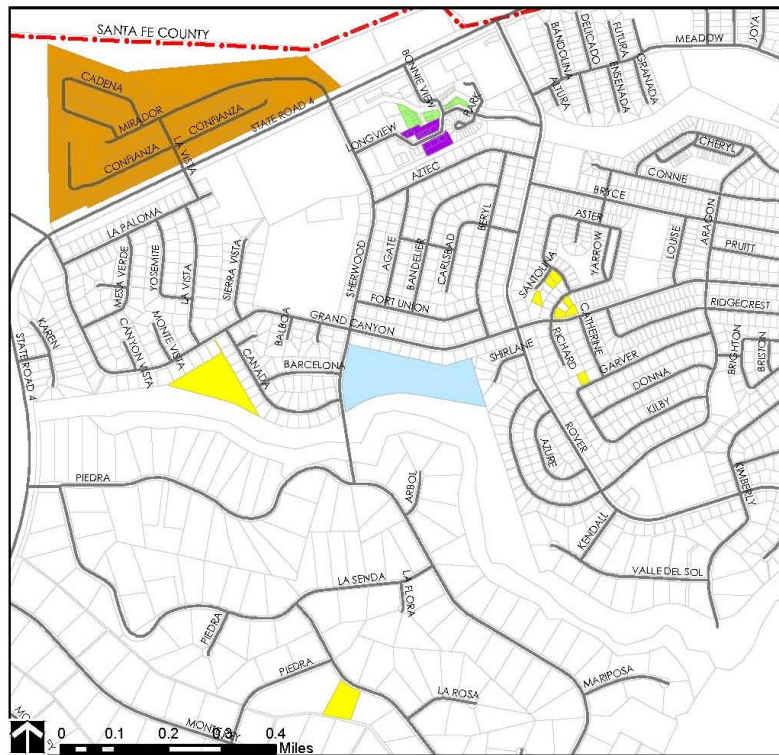 SANTA FE COUNTY
CADENA
MIRADOR
CONFIANZA
CONFIANZA
LA VISTA
STATE ROAD 4
BONNIE VIEW
PARK
LONGVIEW
AZTEC
BANDOLINA
DELICADO
FUTURA
MEADOW
JOYA
ALTURA
ENSENADA
GRANADA
CHERYL
CONNIE
BRYCE
ARAGON
LA PALOMA
MESA VERDE
YOSEMITE
LA VISTA
SIERRA VISTA
SHERWOOD
AGATE
BANDELIER
CARLSBAD
BERYL
ASTER
YARROW
LOUISE
PRUITT
SANTOLINA
FORT UNION
GRAND CANYON
CATHERINE
RIDGECREST
KAREN
STATE ROAD 4
CANYON VISTA
MONTE VISTA
BALBOA
CANADA
BARCELONA
SHIRLANE
RICHARD
GARVER
BRIGHTON
BRISTON
DONNA
KILBY
AZURE
ROVER
PIEDRA
ARBOL
KIMBERLY
KENDALL
VALLE DEL SOL
LA SENDA
LA FLORA
PIEDRA
PIEDRA
LA ROSA
MARIPOSA
0 0.1 0.2 0.3 0.4
Miles